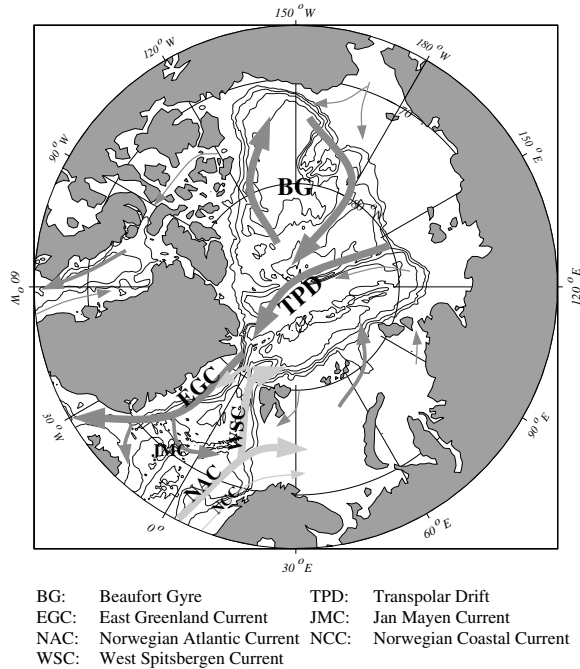 150 °W
120 °W
180 °W
90 °W
150 °E
70
80
BG
60 °W
120 °E
TPD
EGC
WSC
30 °W
90 °E
JMC
NAC
NCC
0 °
60 °E
30 °E
BG: Beaufort Gyre TPD: Transpolar Drift
EGC: East Greenland Current JMC: Jan Mayen Current
NAC: Norwegian Atlantic Current NCC: Norwegian Coastal Current
WSC: West Spitsbergen Current